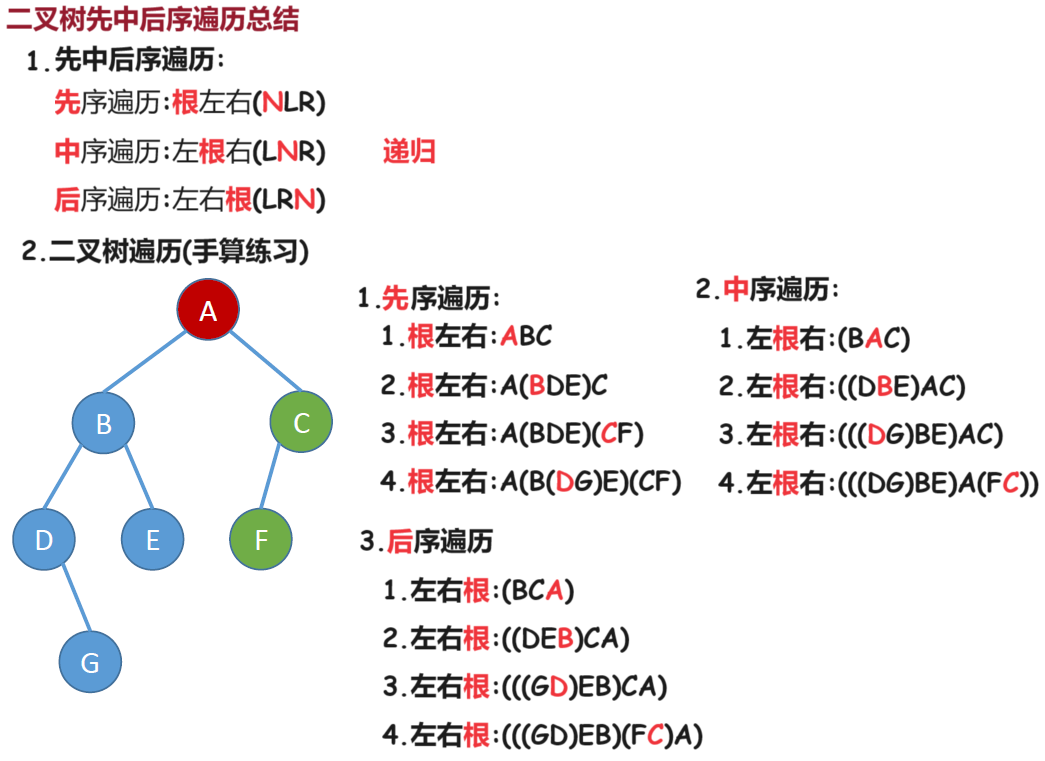 二叉树先中后序遍历总结
1.先中后序遍历:
先序遍历:根左右(NLR)
中序遍历:左根右(LNR) 递归
后序遍历:左右根(LRN)
2.二叉树遍历(手算练习)
A
B
C
D
E
F
G
1.先序遍历:
1.根左右:ABC
2.根左右:A(BDE)C
3.根左右:A(BDE)(CF)
4.根左右:A(B(DG)E)(CF)
2.中序遍历:
1.左根右:(BAC)
2.左根右:((DBE)AC)
3.左根右:(((DG)BE)AC)
4.左根右:(((DG)BE)A(FC))
3.后序遍历
1.左右根:(BCA)
2.左右根:((DEB)CA)
3.左右根:(((GD)EB)CA)
4.左右根:(((GD)EB)(FC)A)